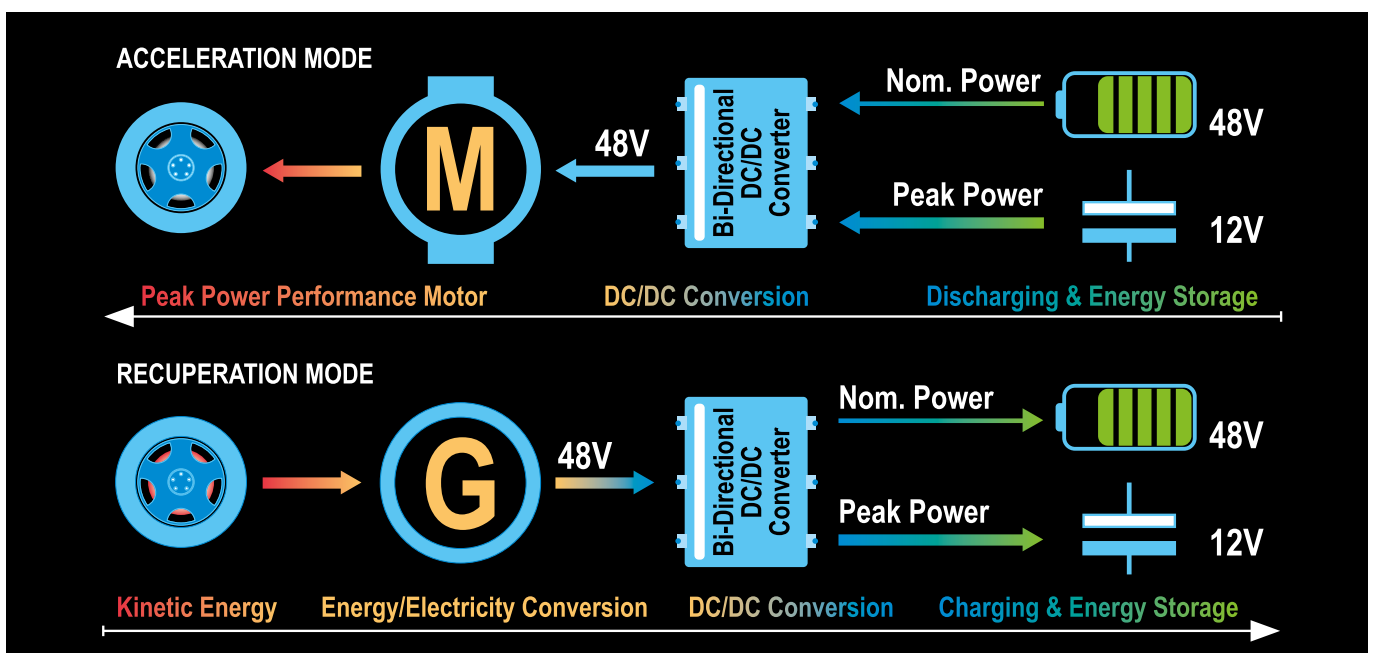 ACCELERATION MODE
M
48V
Bi-Directional
DC/DC
Converter
Nom. Power
48V
Peak Power
12V
Peak Power Performance Motor
DC/DC Conversion
Discharging & Energy Storage
RECUPERATION MODE
G
48V
Bi-Directional
DC/DC
Converter
Nom. Power
48V
Peak Power
12V
Kinetic Energy
Energy/Electricity Conversion
DC/DC Conversion
Charging & Energy Storage